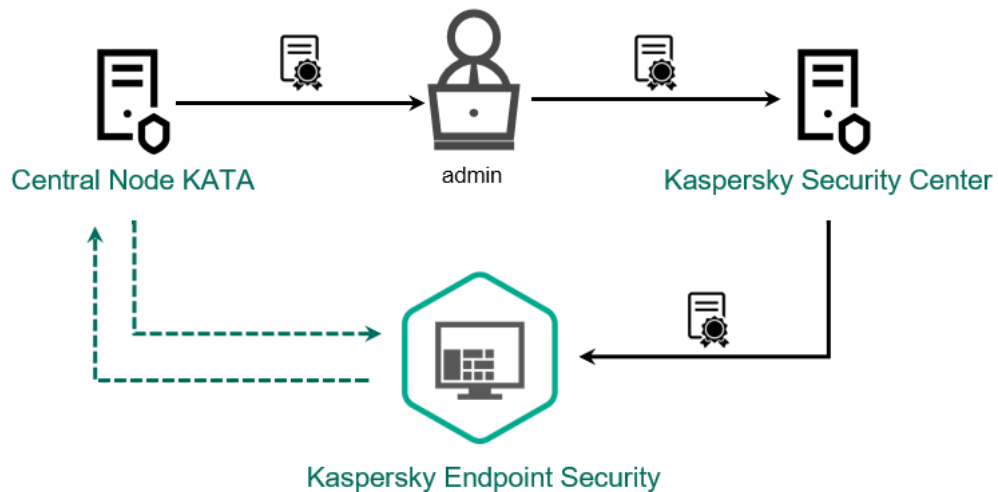 Central Node KATA
admin
Kaspersky Security Center
Kaspersky Endpoint Security